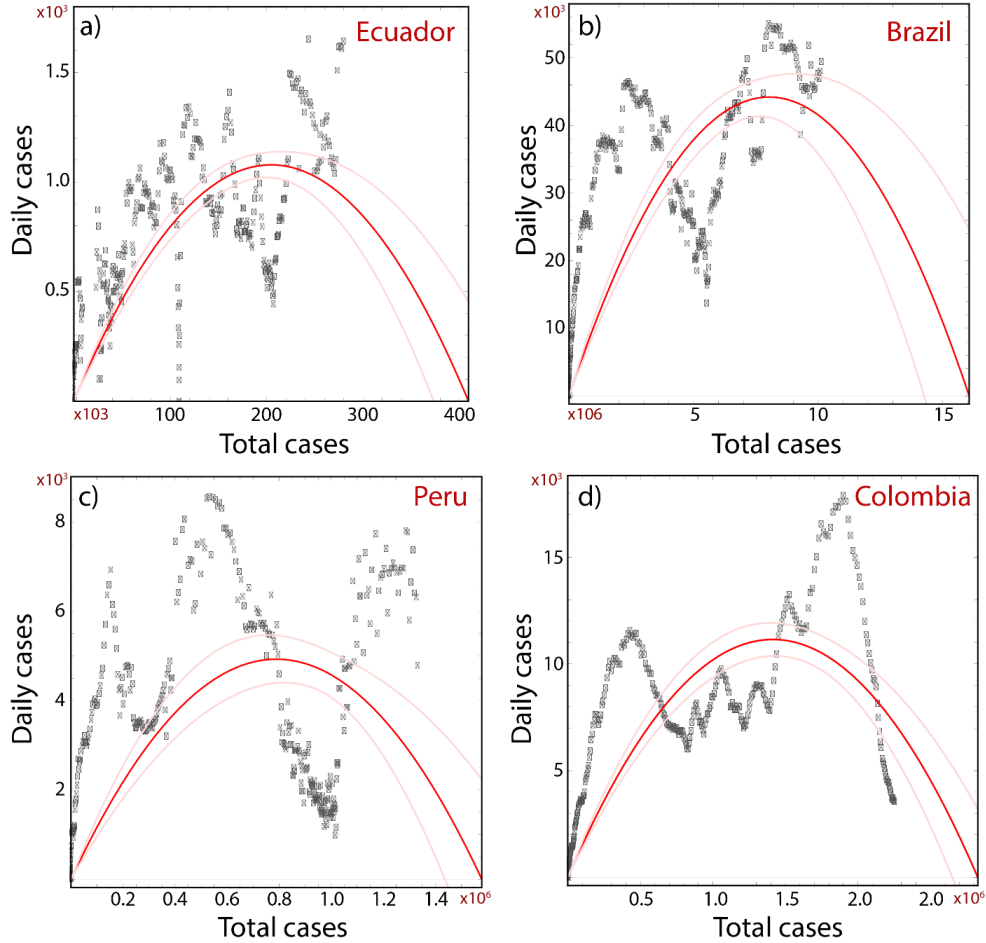 x10³
a)
Ecuador
1.5
1.0
0.5
Daily cases
x103
100
200
300
400
Total cases
x10³
b)
Brazil
50
40
30
20
10
Daily cases
x106
5
10
15
Total cases
x10³
c)
Peru
8
6
4
2
Daily cases
0.2
0.4
0.6
0.8
1.0
1.2
1.4
x10⁶
Total cases
x10³
d)
Colombia
15
10
5
Daily cases
0.5
1.0
1.5
2.0
2.0
x10⁶
Total cases